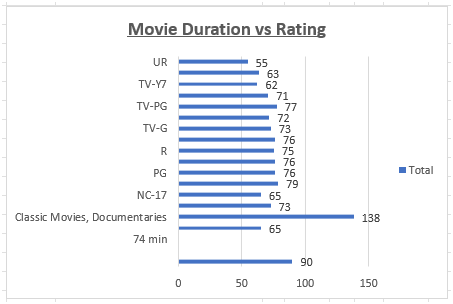 Movie Duration vs Rating
UR 55
63
TV-Y7 62
71
TV-PG 77
72
TV-G 73
76
R 75
76
PG 76
79
NC-17 65
73
Classic Movies, Documentaries 138
65
74 min
90
0 50 100 150
Total